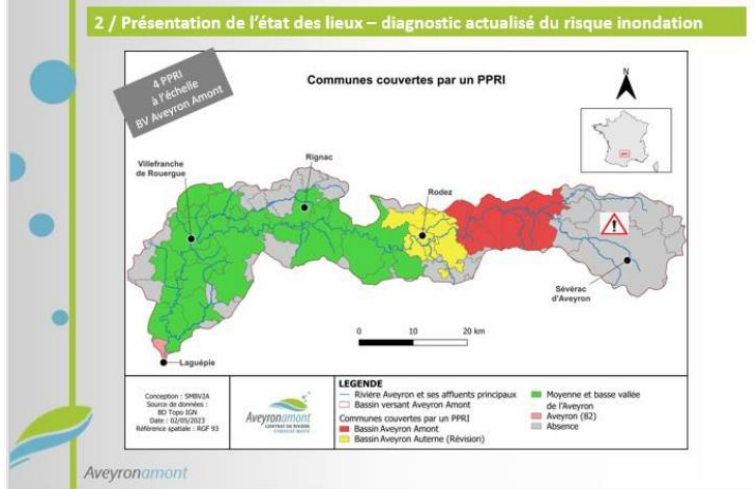 2 / Présentation de l'état des lieux – diagnostic actualisé du risque inondation
4 PPRI
à l'échelle
BV Aveyron Amont
Communes couvertes par un PPRI
N
Villefranche
de Rouergue
Rignac
Rodez
Sévérac
d'Aveyron
Laguépie
0 10 20 km
Conception : SMBV2A
Source de données :
BD Topo IGN
Date : 02/05/2023
Référence spatiale : RGF 93
Aveyronamont
CONTRAT DE RIVIÈRE
LEGENDE
Rivière Aveyron et ses affluents principaux
Bassin versant Aveyron Amont
Communes couvertes par un PPRI
Bassin Aveyron Amont
Bassin Aveyron Auterne (Révision)
Moyenne et basse vallée
de l'Aveyron
Aveyron (82)
Absence
Aveyronamont